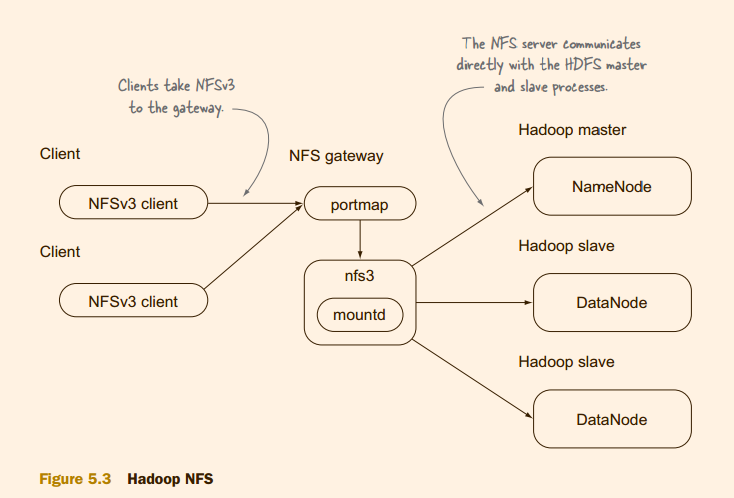 The NFS server communicates
directly with the HDFS master
and slave processes.
Clients take NFSv3
to the gateway.
Hadoop master
Client
NFS gateway
NameNode
NFSv3 client
portmap
Client
Hadoop slave
nfs3
NFSv3 client
mountd
DataNode
Hadoop slave
DataNode
Figure 5.3 Hadoop NFS